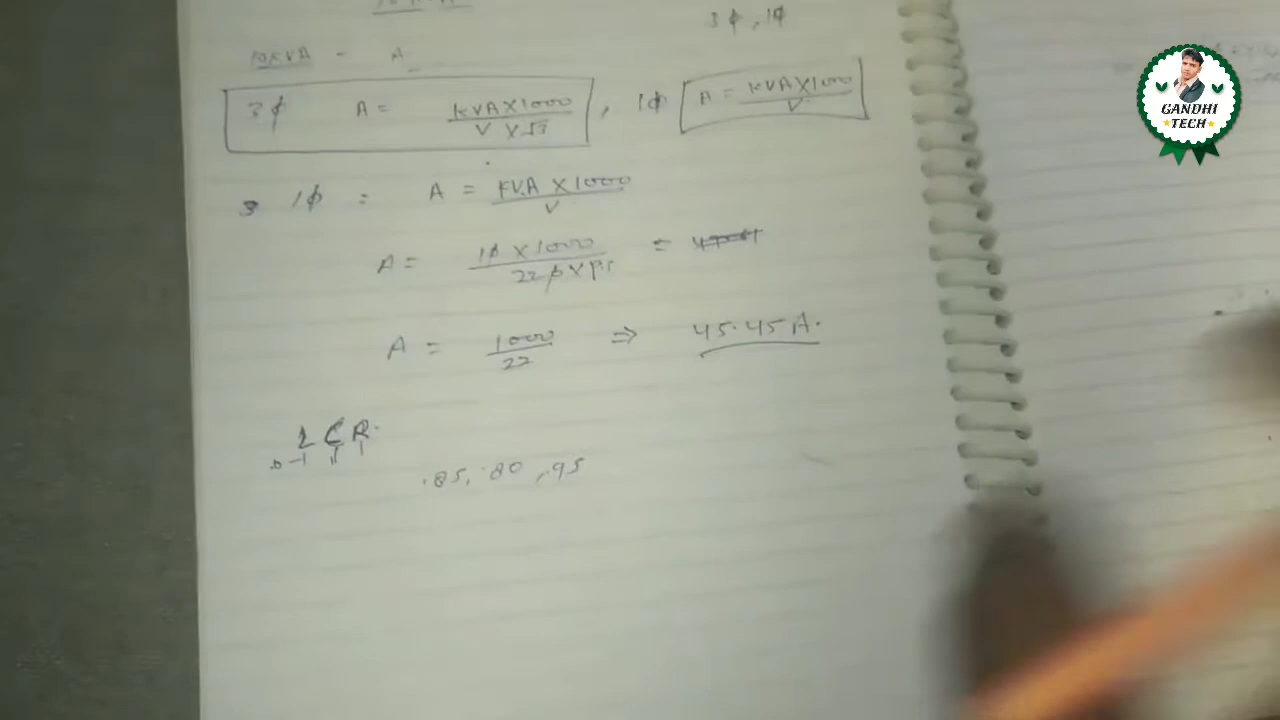 3φ, 1φ
10KVA - A
3φ A = KVA×1000 / V×√3 , 1φ A = KVA×1000 / V
1φ = A = KVA×1000 / V
A = 10×1000 / 220
A = 1000 / 22 ⇒ 45.45 A.
L C R.
.85, .80, .95
GANDHI
TECH